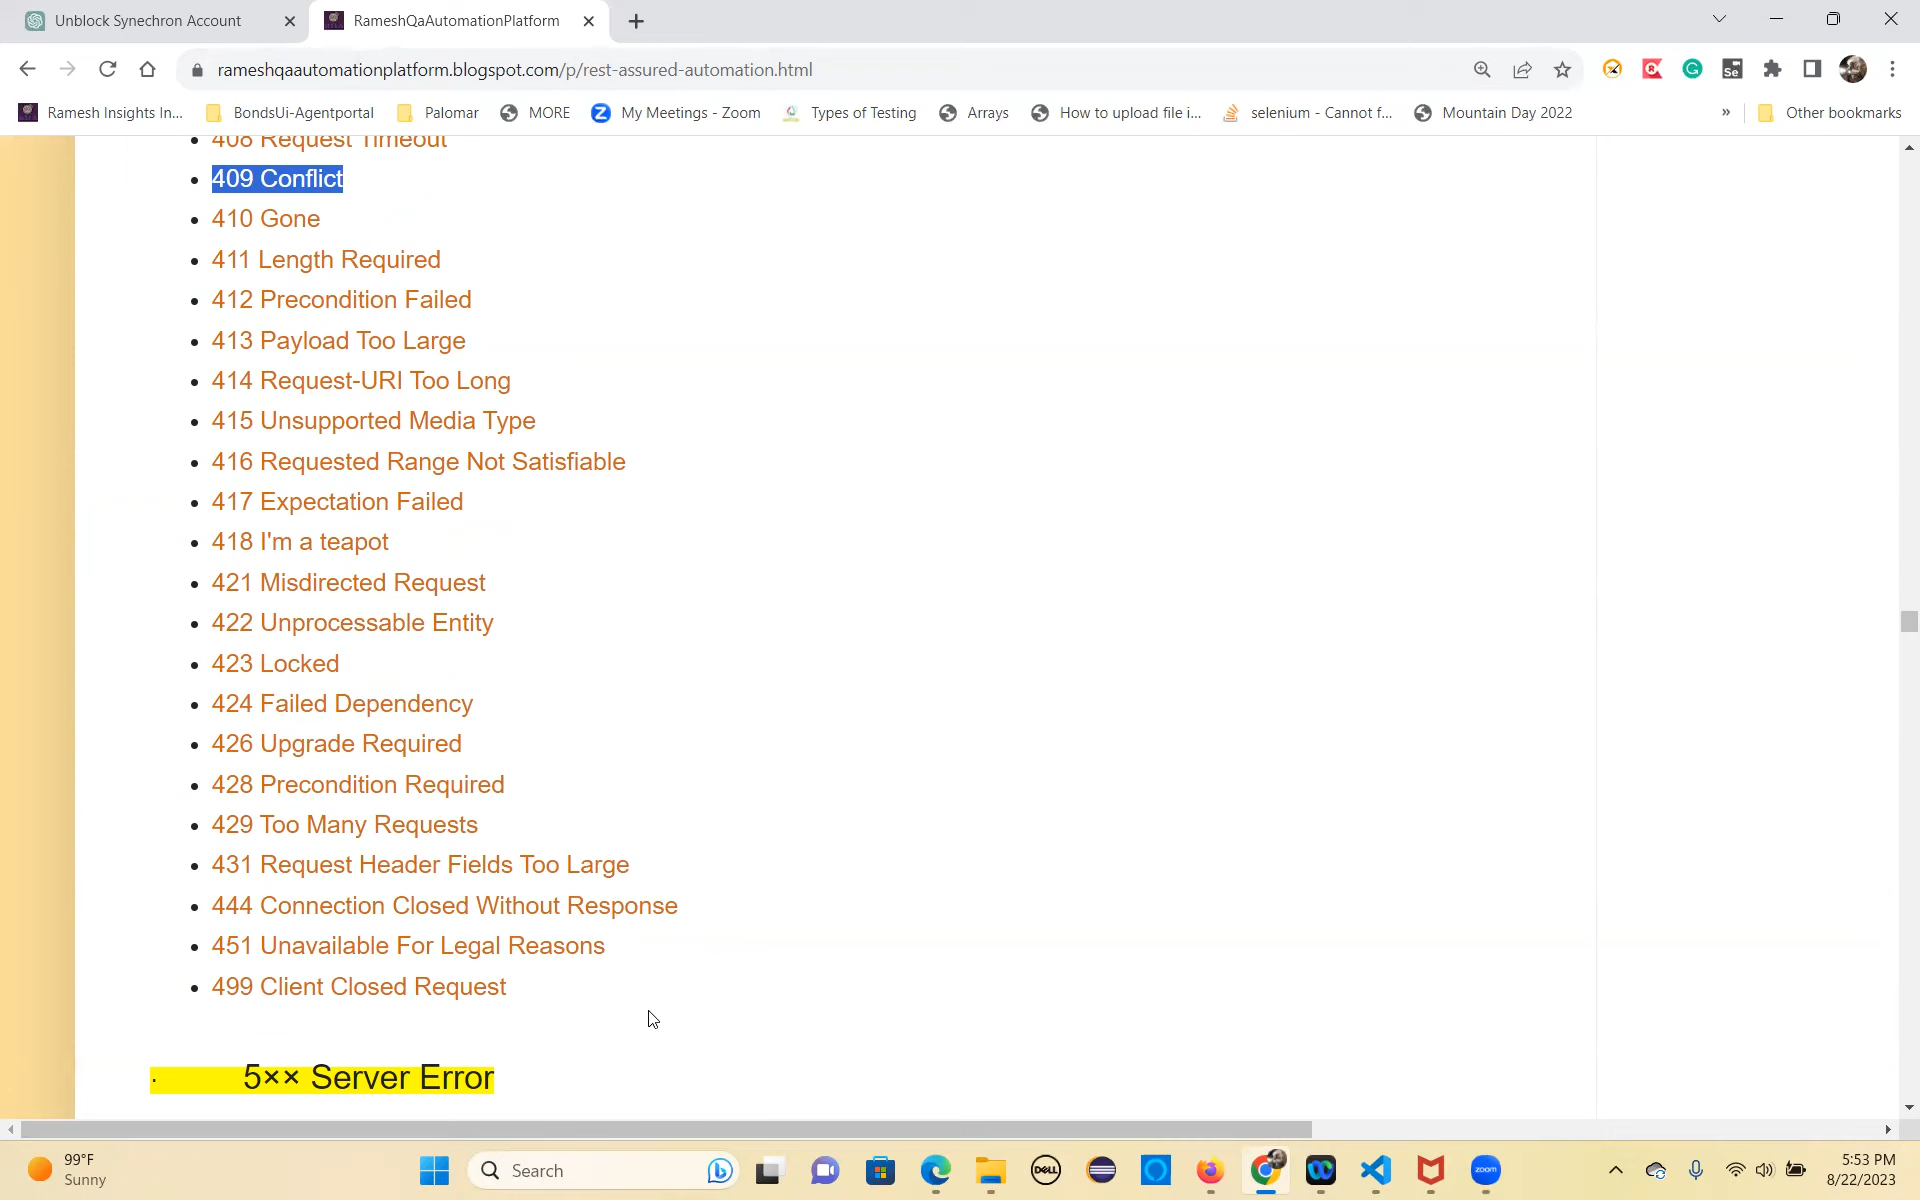 Unblock Synechron Account
RameshQaAutomationPlatform
rameshqaautomationplatform.blogspot.com/p/rest-assured-automation.html
Ramesh Insights In...
BondsUi-Agentportal
Palomar
MORE
My Meetings - Zoom
Types of Testing
Arrays
How to upload file i...
selenium - Cannot f...
Mountain Day 2022
»
Other bookmarks
408 Request Timeout
409 Conflict
410 Gone
411 Length Required
412 Precondition Failed
413 Payload Too Large
414 Request-URI Too Long
415 Unsupported Media Type
416 Requested Range Not Satisfiable
417 Expectation Failed
418 I'm a teapot
421 Misdirected Request
422 Unprocessable Entity
423 Locked
424 Failed Dependency
426 Upgrade Required
428 Precondition Required
429 Too Many Requests
431 Request Header Fields Too Large
444 Connection Closed Without Response
451 Unavailable For Legal Reasons
499 Client Closed Request
· 5×× Server Error
99°F
Sunny
Search
DELL
zoom
5:53 PM
8/22/2023